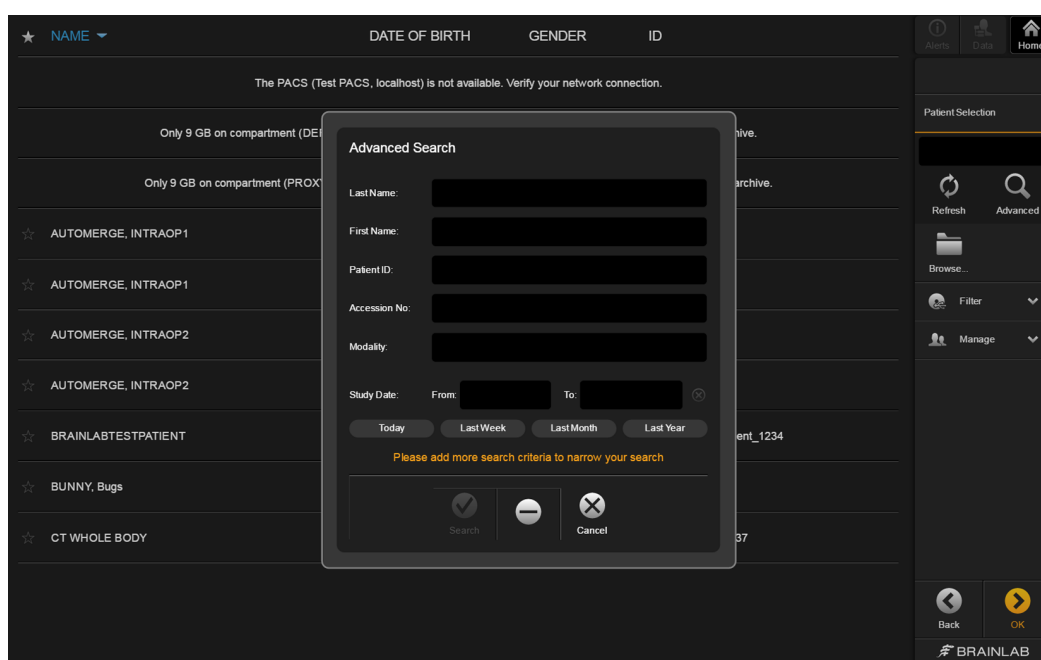 ★ NAME DATE OF BIRTH GENDER ID
Alerts Data Home
The PACS (Test PACS, localhost) is not available. Verify your network connection.
Patient Selection
Only 9 GB on compartment
Only 9 GB on compartment
Advanced Search
Last Name:
First Name:
Patient ID:
Accession No:
Modality:
Study Date: From: To:
Today Last Week Last Month Last Year
Please add more search criteria to narrow your search
Search Cancel
Refresh Advanced
Browse...
Filter
Manage
AUTOMERGE, INTRAOP1
AUTOMERGE, INTRAOP1
AUTOMERGE, INTRAOP2
AUTOMERGE, INTRAOP2
BRAINLABTESTPATIENT ent_1234
BUNNY, Bugs
CT WHOLE BODY 37
Back OK
BRAINLAB